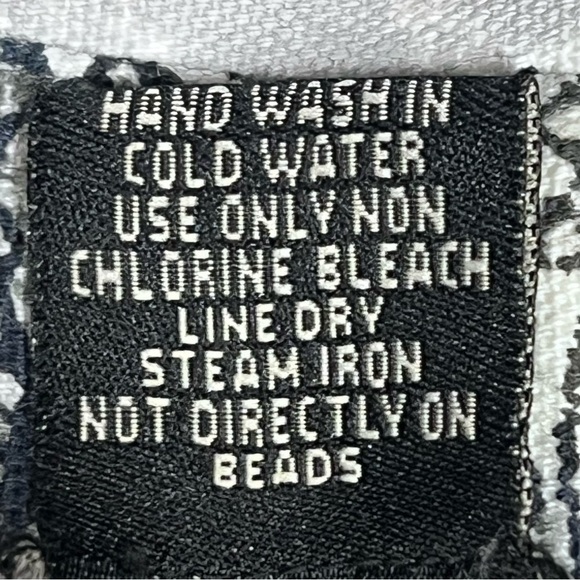 HAND WASH IN
COLD WATER
USE ONLY NON
CHLORINE BLEACH
LINE DRY
STEAM IRON
NOT DIRECTLY ON
BEADS